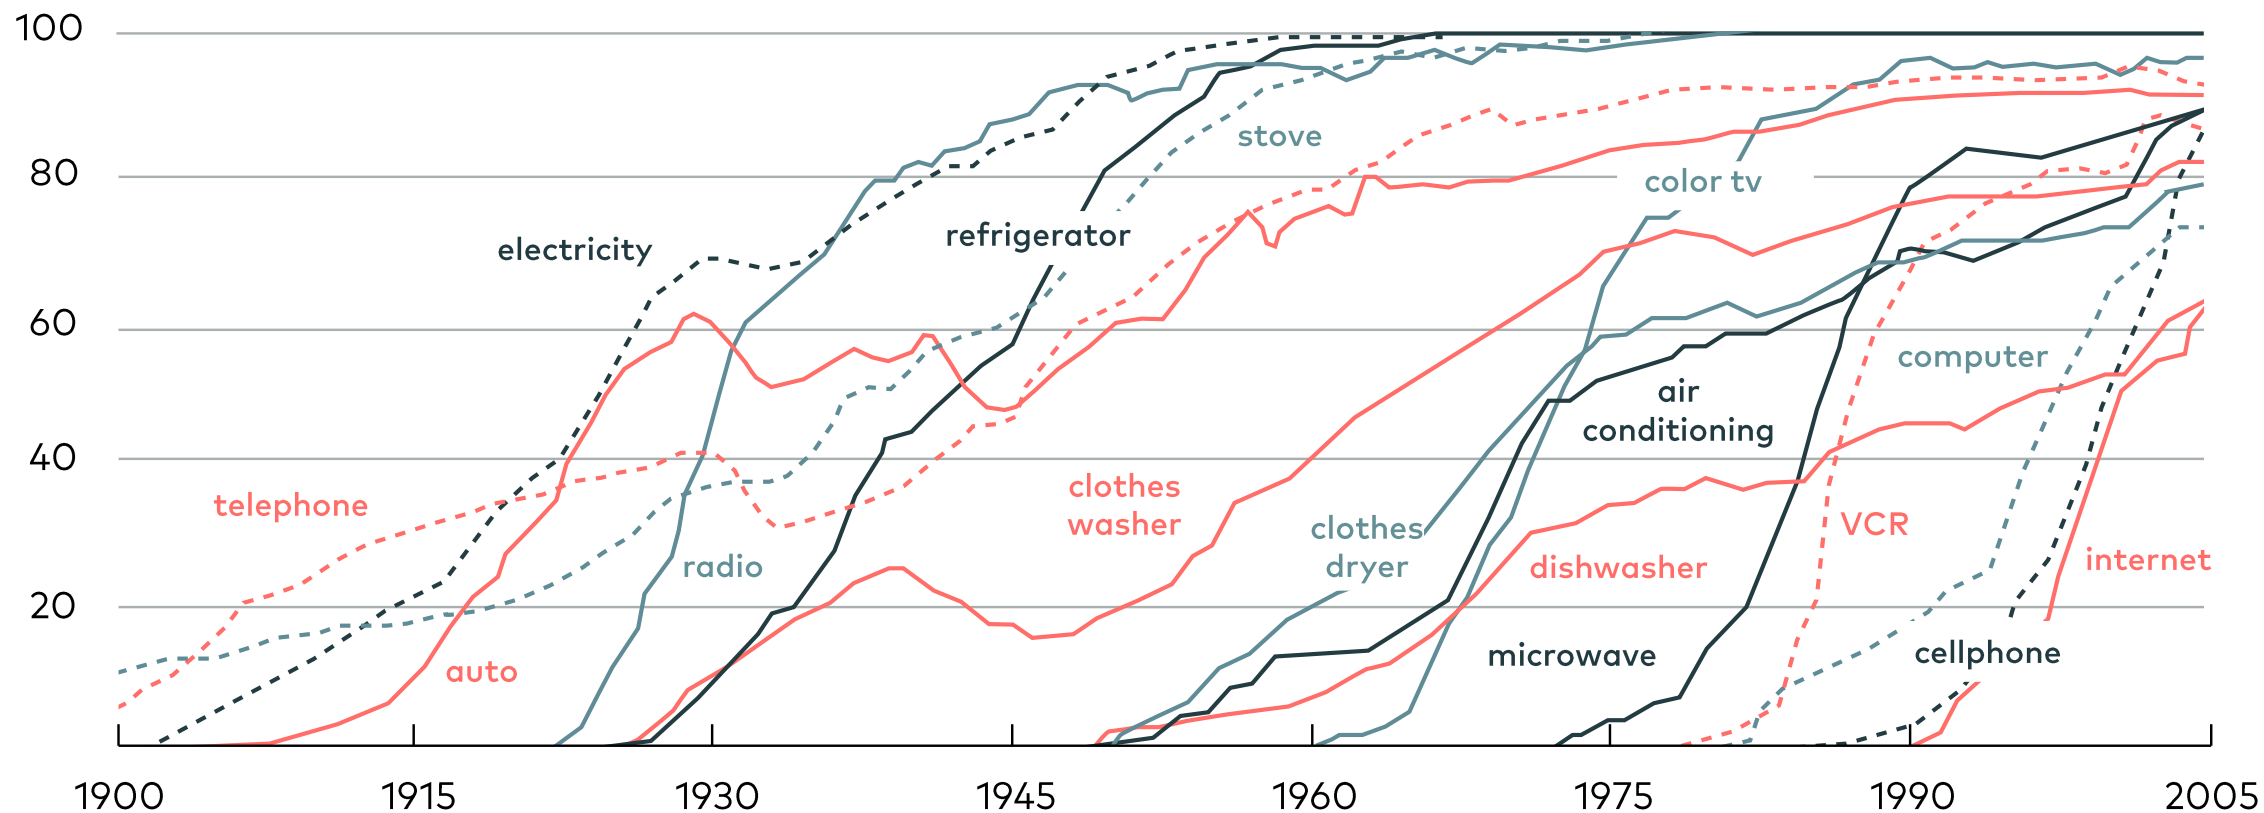 100
80
60
40
20
electricity
refrigerator
stove
color tv
telephone
auto
radio
clothes
washer
clothes
dryer
air
conditioning
dishwasher
microwave
VCR
computer
cellphone
internet
1900 1915 1930 1945 1960 1975 1990 2005